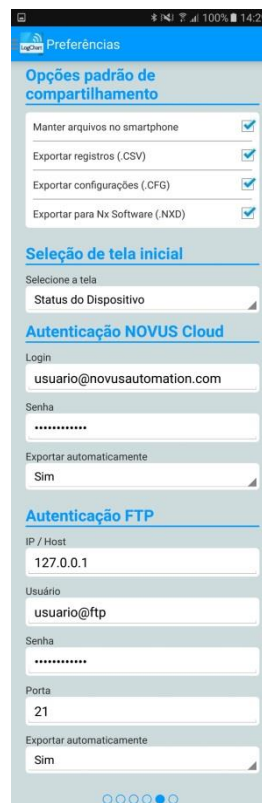 100% 14:2
LogChart
Preferências
Opções padrão de
compartilhamento
Manter arquivos no smartphone
Exportar registros (.CSV)
Exportar configurações (.CFG)
Exportar para Nx Software (.NXD)
Seleção de tela inicial
Selecione a tela
Status do Dispositivo
Autenticação NOVUS Cloud
Login
usuario@novusautomation.com
Senha
••••••••••••
Exportar automaticamente
Sim
Autenticação FTP
IP / Host
127.0.0.1
Usuário
usuario@ftp
Senha
••••••••••••
Porta
21
Exportar automaticamente
Sim